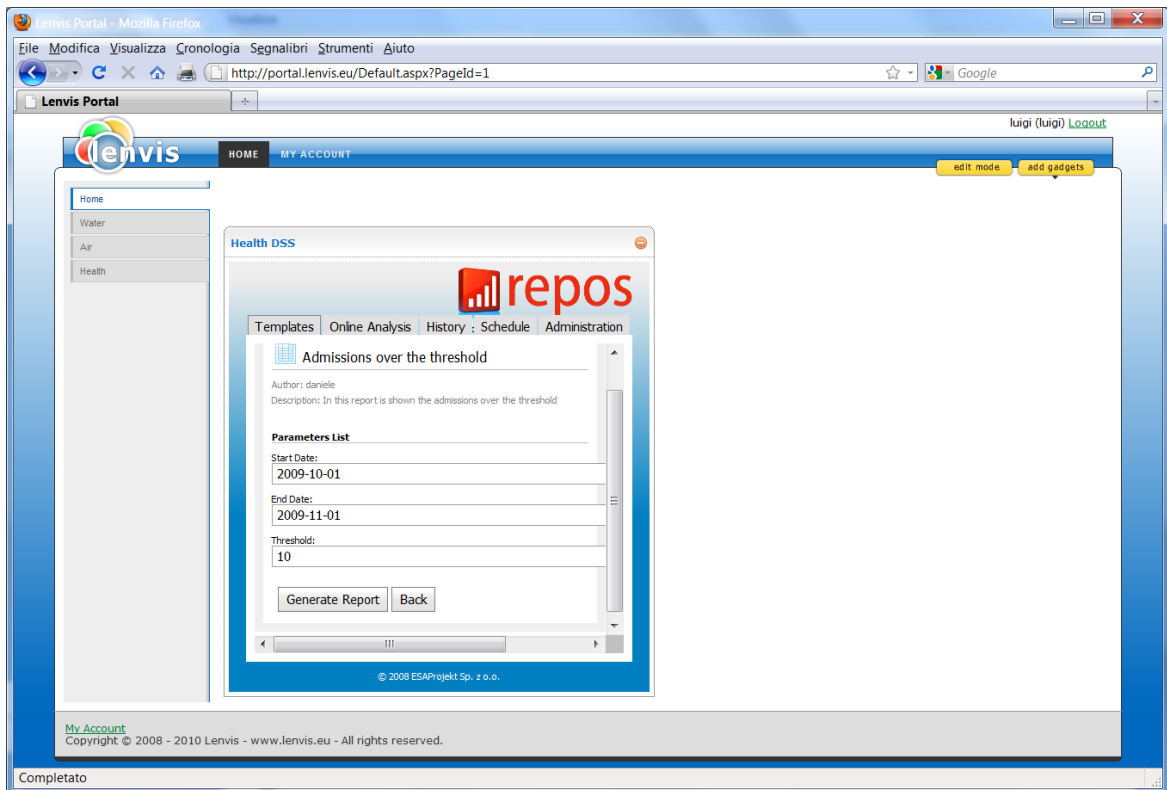 Lenvis Portal - Mozilla Firefox
File Modifica Visualizza Cronologia Segnalibri Strumenti Aiuto
http://portal.lenvis.eu/Default.aspx?PageId=1
Google
Lenvis Portal
luigi (luigi) Logout
lenvis
HOME MY ACCOUNT
edit mode add gadgets
Home
Water
Air
Health
Health DSS
repos
Templates Online Analysis History : Schedule Administration
Admissions over the threshold
Author: daniele
Description: In this report is shown the admissions over the threshold
Parameters List
Start Date:
2009-10-01
End Date:
2009-11-01
Threshold:
10
Generate Report Back
© 2008 ESAProjekt Sp. z o.o.
My Account
Copyright © 2008 - 2010 Lenvis - www.lenvis.eu - All rights reserved.
Completato